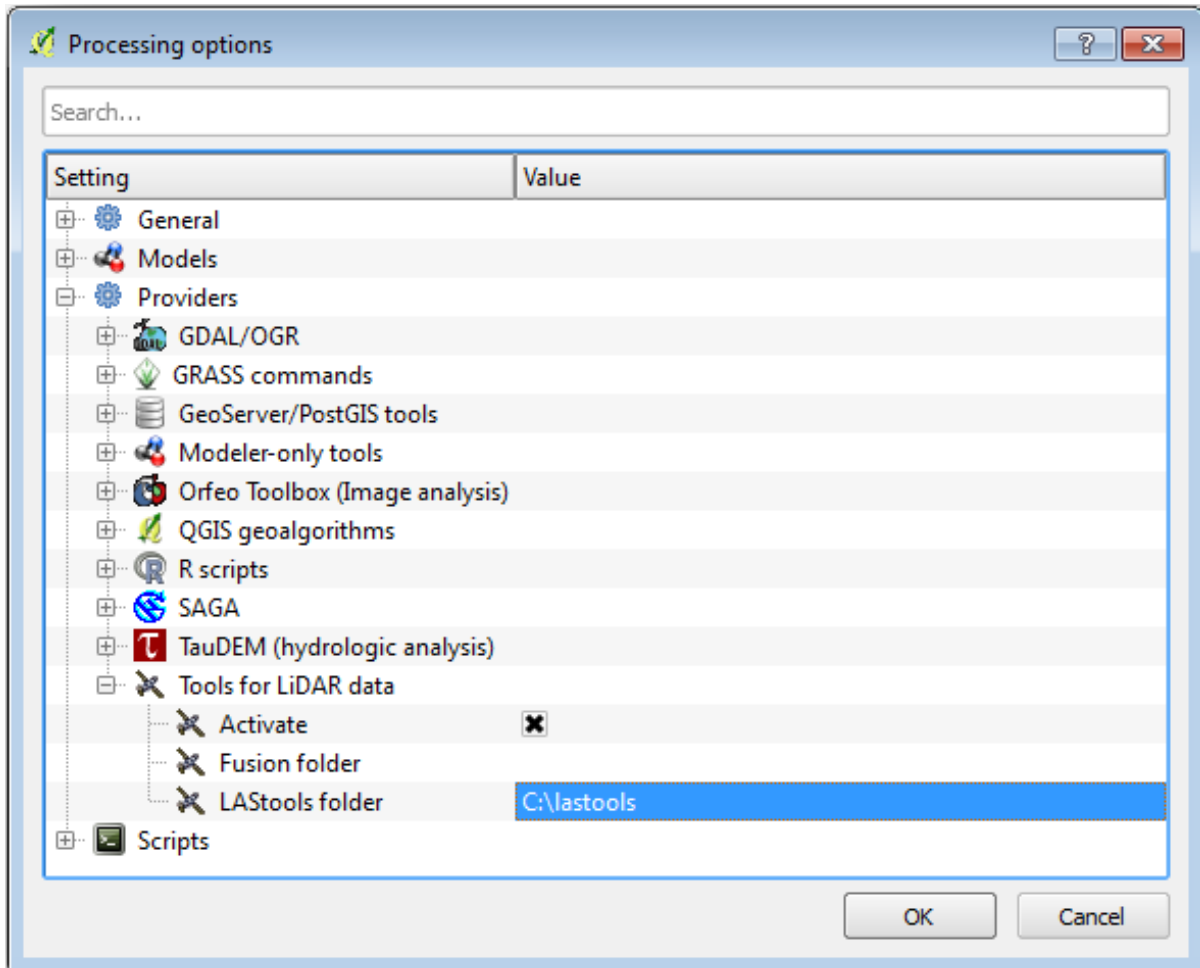 Processing options
Search...
Setting Value
General
Models
Providers
GDAL/OGR
GRASS commands
GeoServer/PostGIS tools
Modeler-only tools
Orfeo Toolbox (Image analysis)
QGIS geoalgorithms
R scripts
SAGA
TauDEM (hydrologic analysis)
Tools for LiDAR data
Activate
Fusion folder
LAStools folder C:\lastools
Scripts
OK Cancel